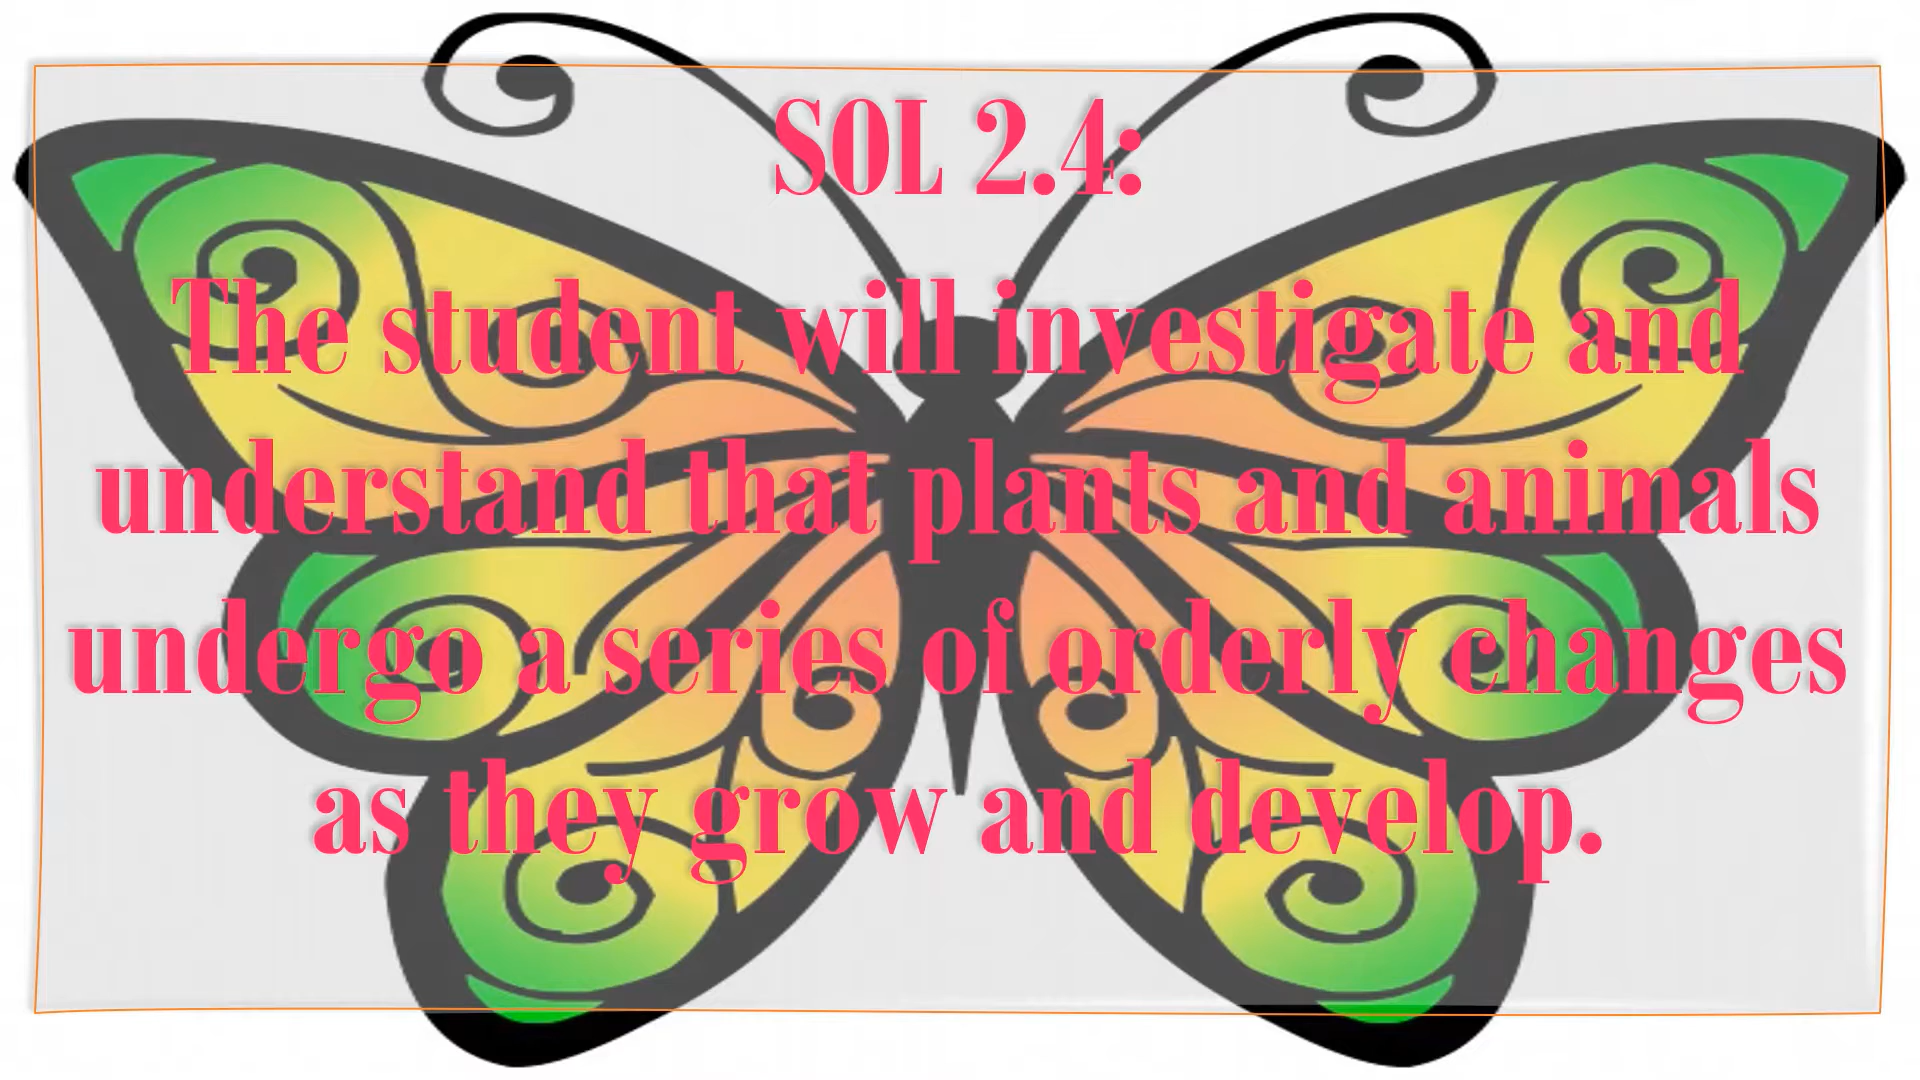 SOL 2.4:
The student will investigate and
understand that plants and animals
undergo a series of orderly changes
as they grow and develop.